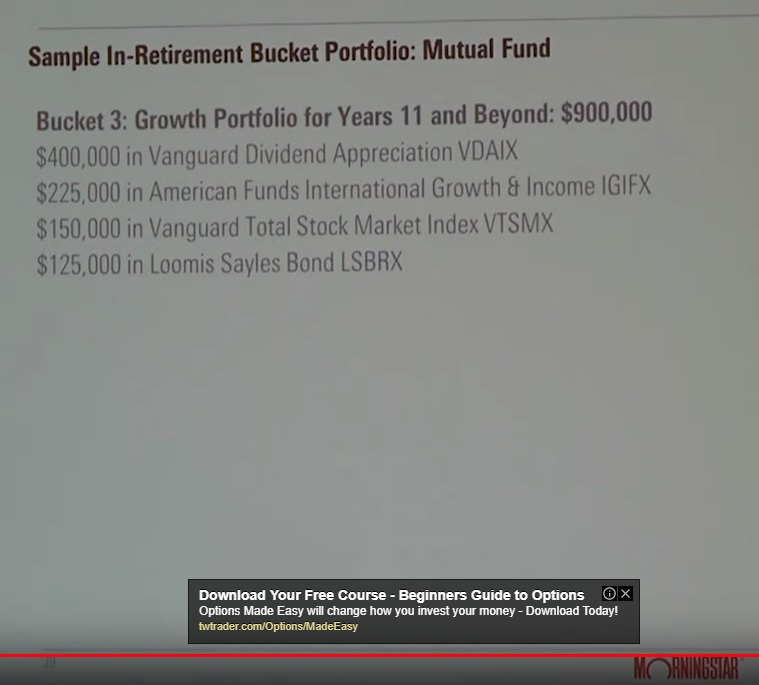 Sample In-Retirement Bucket Portfolio: Mutual Fund
Bucket 3: Growth Portfolio for Years 11 and Beyond: $900,000
$400,000 in Vanguard Dividend Appreciation VDAIX
$225,000 in American Funds International Growth & Income IGIFX
$150,000 in Vanguard Total Stock Market Index VTSMX
$125,000 in Loomis Sayles Bond LSBRX
Download Your Free Course - Beginners Guide to Options
Options Made Easy will change how you invest your money - Download Today!
twtrader.com/Options/MadeEasy
39
MORNINGSTAR